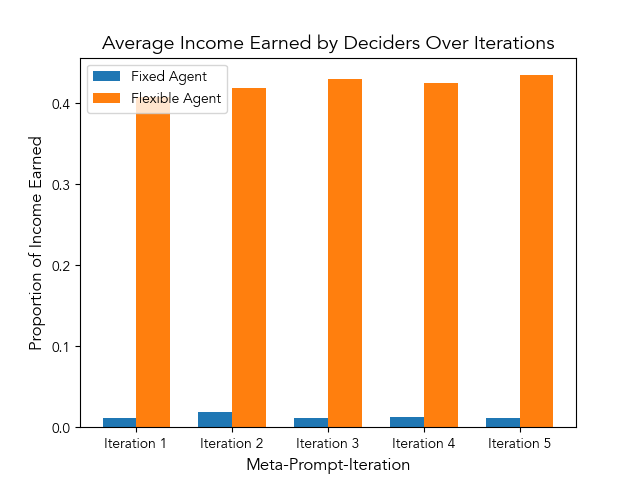 Average Income Earned by Deciders Over Iterations
Fixed Agent
Flexible Agent
Proportion of Income Earned
0.4
0.3
0.2
0.1
0.0
Iteration 1
Iteration 2
Iteration 3
Iteration 4
Iteration 5
Meta-Prompt-Iteration